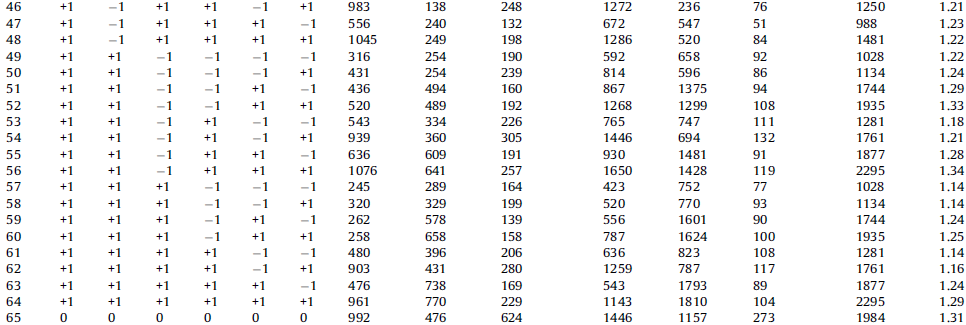 46 +1 −1 +1 +1 −1 +1 983 138 248 1272 236 76 1250 1.21
47 +1 −1 +1 +1 +1 −1 556 240 132 672 547 51 988 1.23
48 +1 −1 +1 +1 +1 +1 1045 249 198 1286 520 84 1481 1.22
49 +1 +1 −1 −1 −1 −1 316 254 190 592 658 92 1028 1.22
50 +1 +1 −1 −1 −1 +1 431 254 239 814 596 86 1134 1.24
51 +1 +1 −1 −1 +1 −1 436 494 160 867 1375 94 1744 1.29
52 +1 +1 −1 −1 +1 +1 520 489 192 1268 1299 108 1935 1.33
53 +1 +1 −1 +1 −1 −1 543 334 226 765 747 111 1281 1.18
54 +1 +1 −1 +1 −1 +1 939 360 305 1446 694 132 1761 1.21
55 +1 +1 −1 +1 +1 −1 636 609 191 930 1481 91 1877 1.28
56 +1 +1 −1 +1 +1 +1 1076 641 257 1650 1428 119 2295 1.34
57 +1 +1 +1 −1 −1 −1 245 289 164 423 752 77 1028 1.14
58 +1 +1 +1 −1 −1 +1 320 329 199 520 770 93 1134 1.14
59 +1 +1 +1 −1 +1 −1 262 578 139 556 1601 90 1744 1.24
60 +1 +1 +1 −1 +1 +1 258 658 158 787 1624 100 1935 1.25
61 +1 +1 +1 +1 −1 −1 480 396 206 636 823 108 1281 1.14
62 +1 +1 +1 +1 −1 +1 903 431 280 1259 787 117 1761 1.16
63 +1 +1 +1 +1 +1 −1 476 738 169 543 1793 89 1877 1.24
64 +1 +1 +1 +1 +1 +1 961 770 229 1143 1810 104 2295 1.29
65 0 0 0 0 0 0 992 476 624 1446 1157 273 1984 1.31